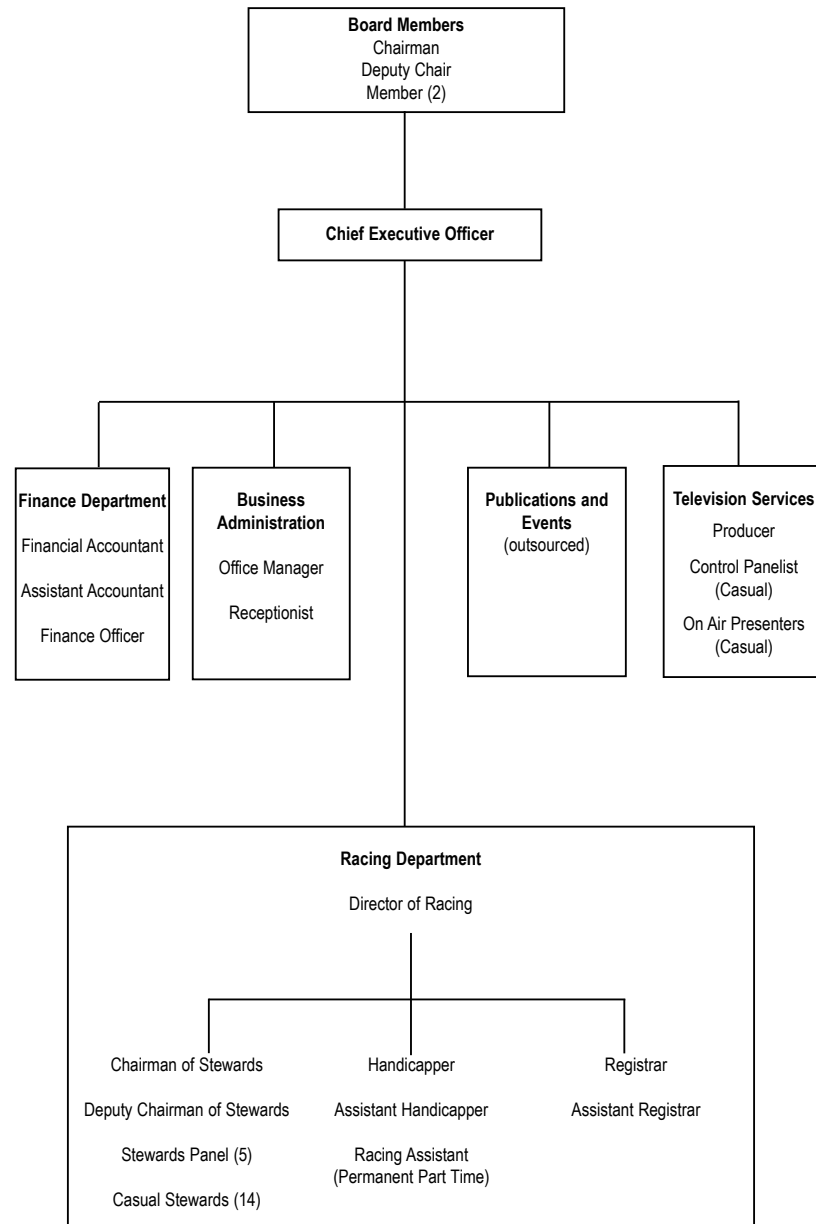 Board Members
Chairman
Deputy Chair
Member (2)
Chief Executive Officer
Finance Department
Financial Accountant
Assistant Accountant
Finance Officer
Business
Administration
Office Manager
Receptionist
Publications and
Events
(outsourced)
Television Services
Producer
Control Panelist
(Casual)
On Air Presenters
(Casual)
Racing Department
Director of Racing
Chairman of Stewards
Deputy Chairman of Stewards
Stewards Panel (5)
Casual Stewards (14)
Handicapper
Assistant Handicapper
Racing Assistant
(Permanent Part Time)
Registrar
Assistant Registrar